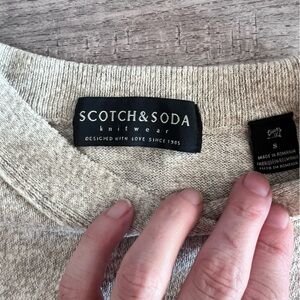 SCOTCH & SODA
knitwear
DESIGNED WITH LOVE SINCE 1985
S
MADE IN ROMANIA